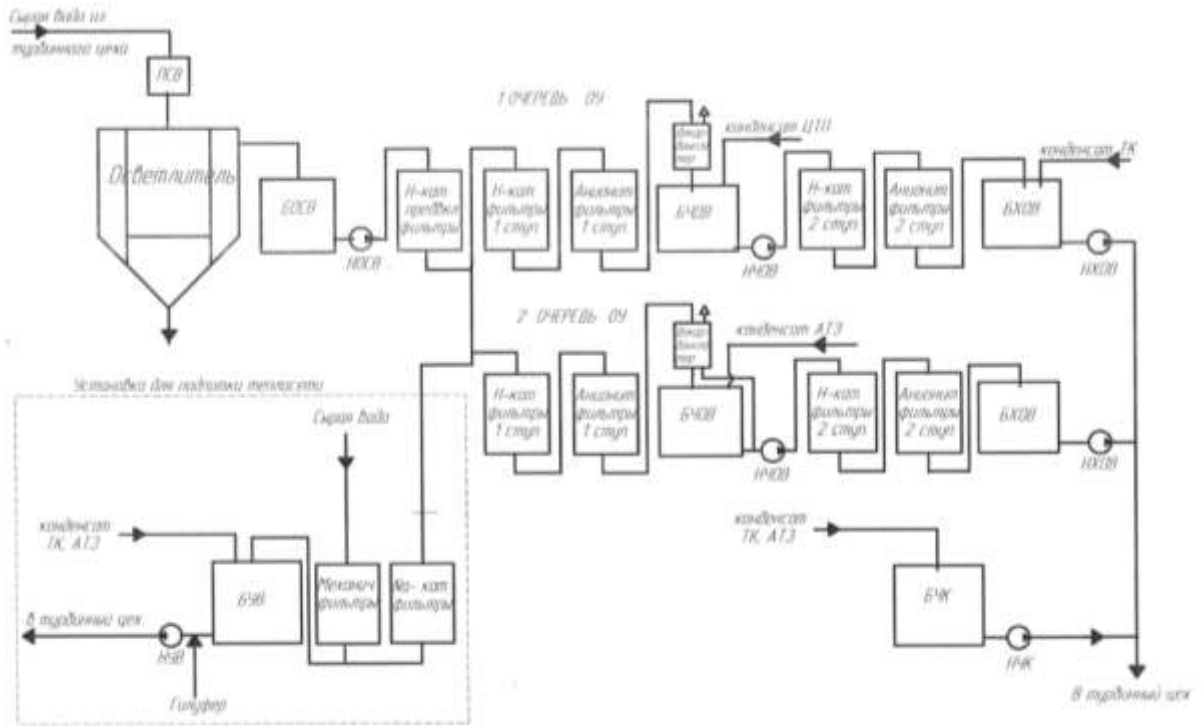 Сырая вода из
турбинного цеха
ПСВ
Осветлитель
БОСВ
НОСВ
Н-кат
предвкл
фильтры
1 ОЧЕРЕДЬ ОУ
Н-кат
фильтры
1 ступ
Анионит
фильтры
1 ступ
конденсат ЦТП
БЧОВ
НЧОВ
Н-кат
фильтры
2 ступ
Анионит
фильтры
2 ступ
конденсат ТК
БХОВ
НХОВ
2 ОЧЕРЕДЬ ОУ
Н-кат
фильтры
1 ступ
Анионит
фильтры
1 ступ
конденсат АТЭ
БЧОВ
НЧОВ
Н-кат
фильтры
2 ступ
Анионит
фильтры
2 ступ
БХОВ
НХОВ
Установка для подпитки теплосети
Сырая вода
конденсат
ТК, АТЭ
БУВ
Механич
фильтры
Na- кат
фильтры
В турбинный цех
НУВ
Гилуфер
конденсат
ТК, АТЭ
БЧК
НЧК
В турбинный цех